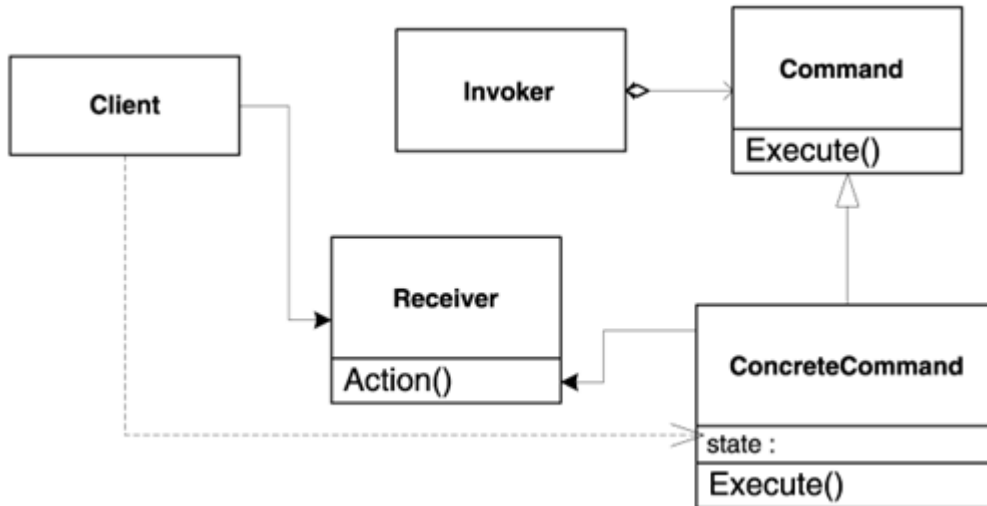 Client
Invoker
Command
Execute()
Receiver
Action()
ConcreteCommand
state :
Execute()